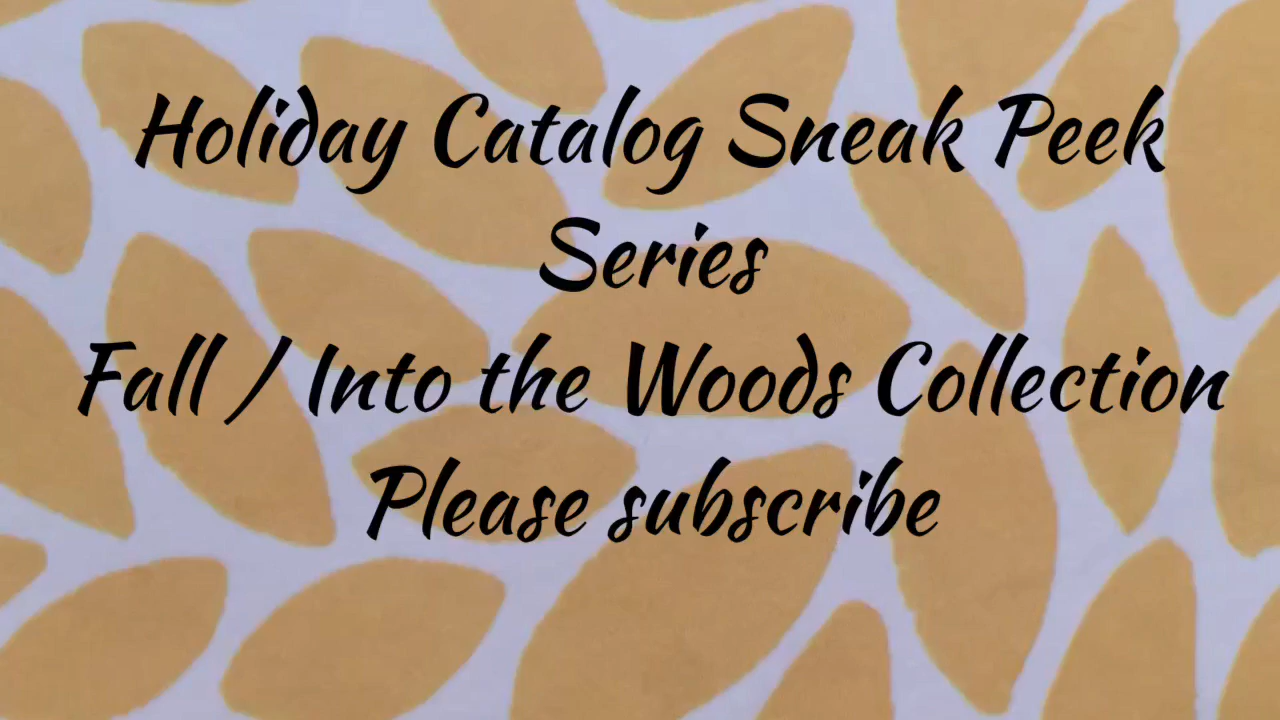 Holiday Catalog Sneak Peek
Series
Fall / Into the Woods Collection
Please subscribe